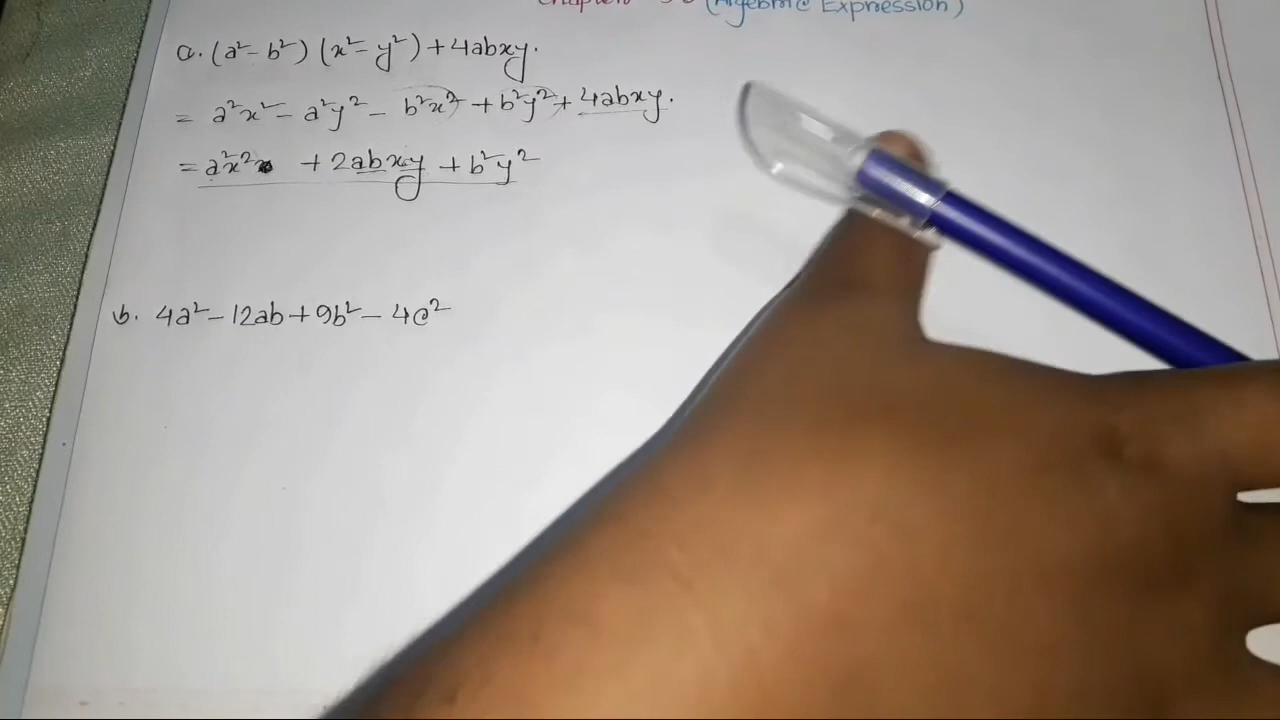 (Algebraic Expression)
a. (a² - b²) (x² - y²) + 4abxy.
= a²x² - a²y² - b²x² + b²y² + 4abxy.
= a²x² + 2abxy + b²y²
b. 4a² - 12ab + 9b² - 4c²